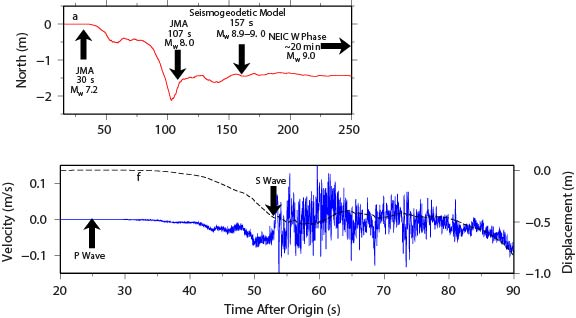 a
Seismogeodetic Model
157 s
Mw 8.9–9. 0
JMA
107 s
Mw 8.0
NEIC W Phase
~20 min
Mw 9.0
JMA
30 s
Mw 7.2
North (m)
0
−1
−2
50 100 150 200 250
f
S Wave
P Wave
Velocity (m/s)
0.1
0.0
−0.1
0.0
−0.5
−1.0
Displacement (m)
20 30 40 50 60 70 80 90
Time After Origin (s)